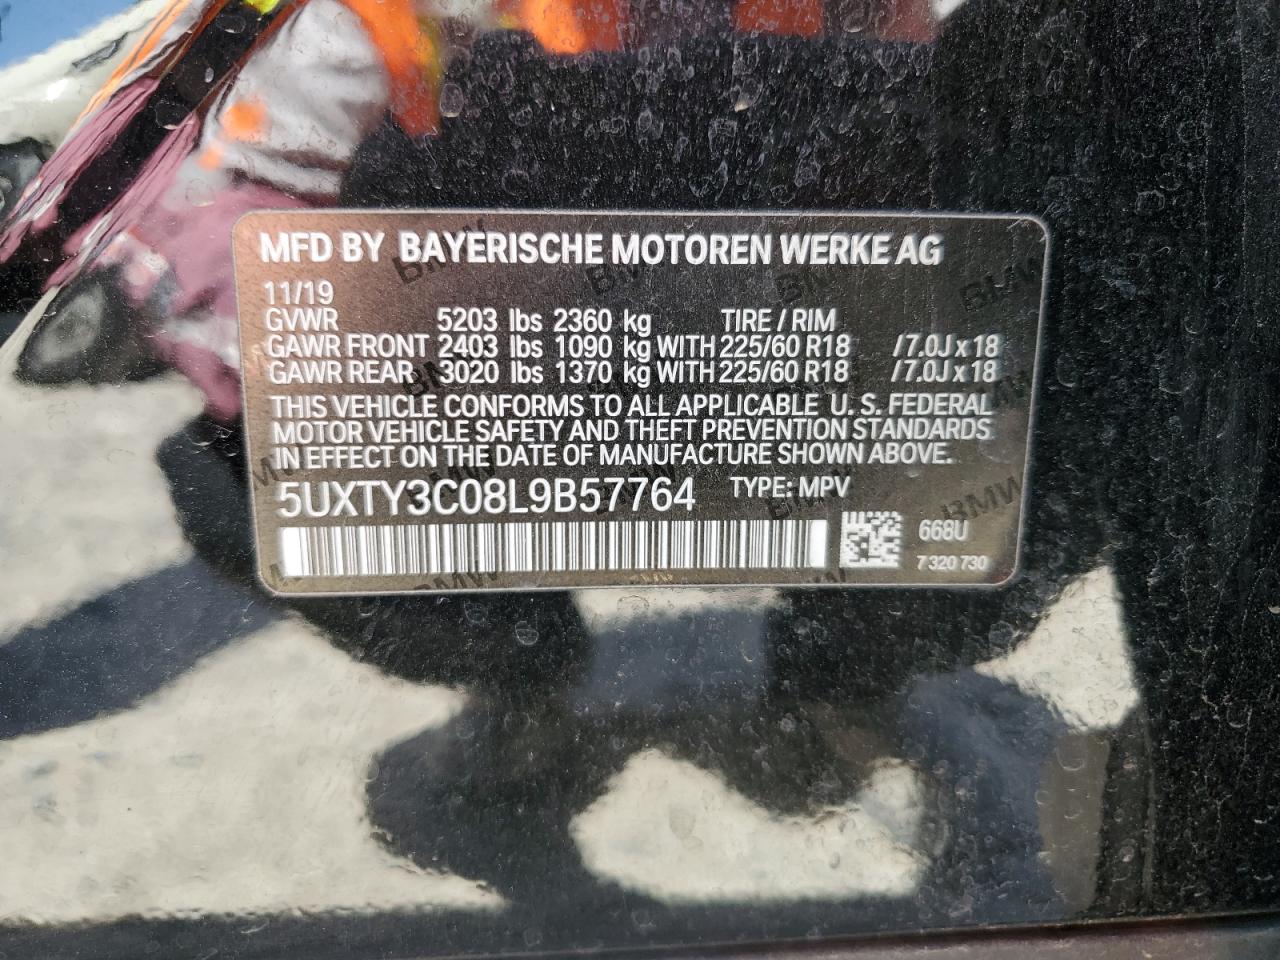 MFD BY BAYERISCHE MOTOREN WERKE AG
11/19
GVWR 5203 lbs 2360 kg TIRE / RIM
GAWR FRONT 2403 lbs 1090 kg WITH 225/60 R18 / 7.0J x 18
GAWR REAR 3020 lbs 1370 kg WITH 225/60 R18 / 7.0J x 18
THIS VEHICLE CONFORMS TO ALL APPLICABLE U. S. FEDERAL
MOTOR VEHICLE SAFETY AND THEFT PREVENTION STANDARDS
IN EFFECT ON THE DATE OF MANUFACTURE SHOWN ABOVE.
5UXTY3C08L9B57764 TYPE: MPV
668U
7 320 730